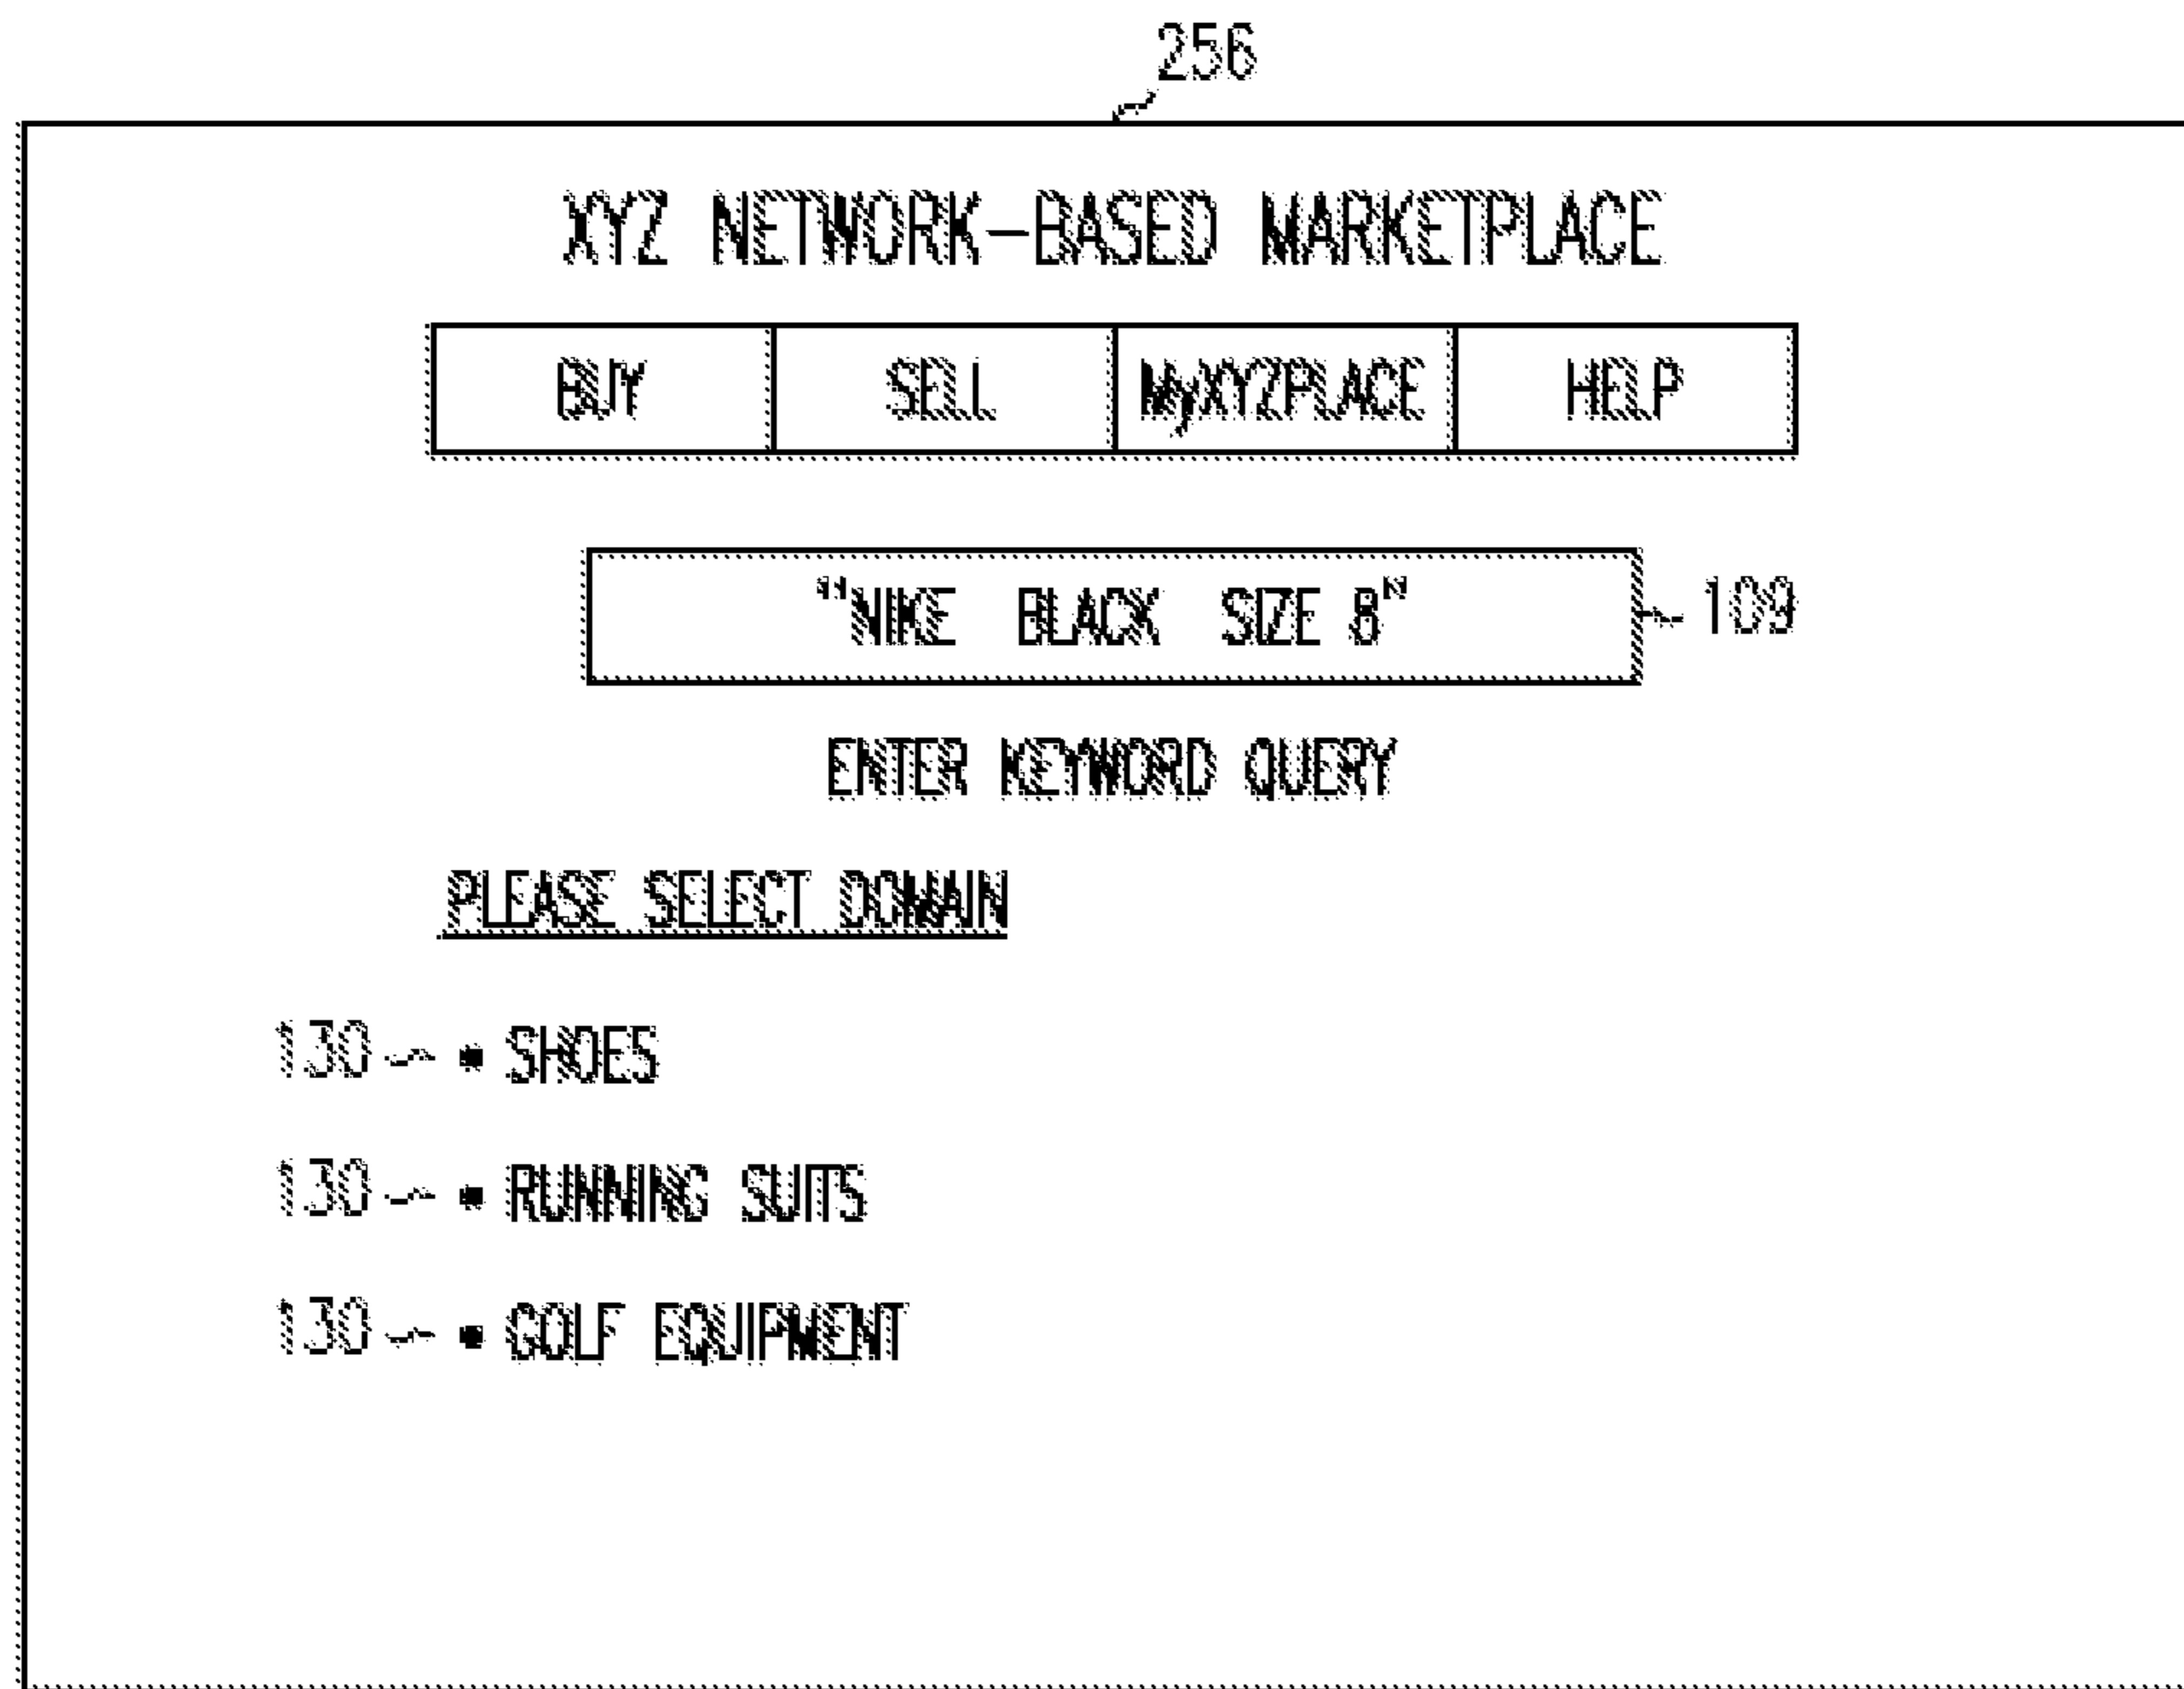 256
XYZ NETWORK-BASED MARKETPLACE
BUY SELL MyXYZPLACE HELP
"NIKE BLACK SIZE 8" 109
ENTER KEYWORD QUERY
PLEASE SELECT DOMAIN
130 • SHOES
130 • RUNNING SUITS
130 • GOLF EQUIPMENT